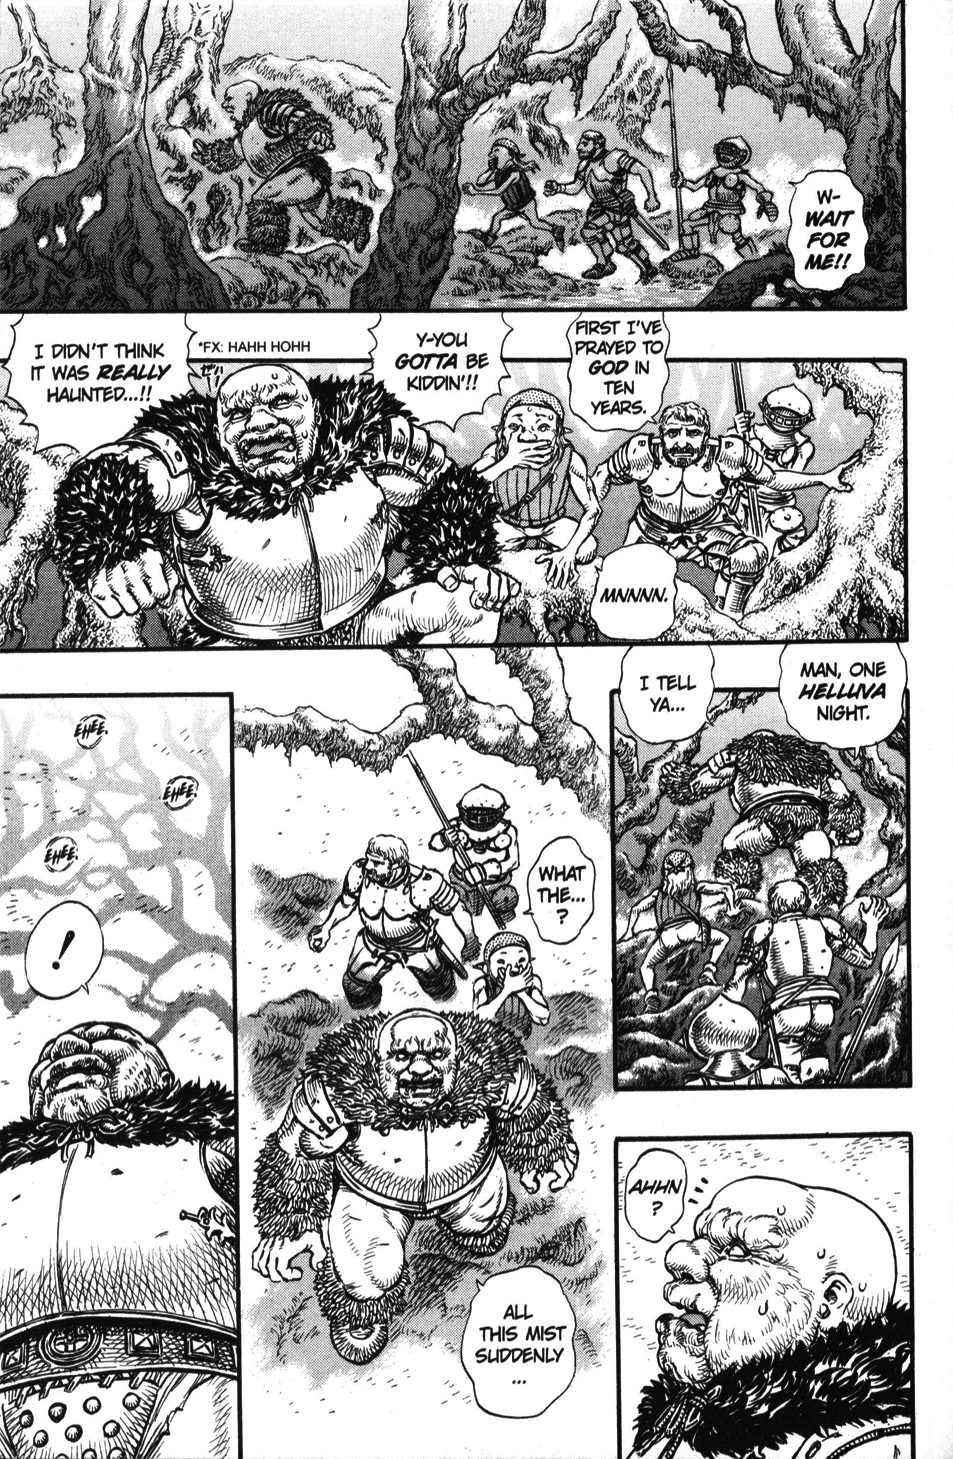 W-
WAIT
FOR
ME!!
FIRST I'VE
PRAYED TO
GOD IN
TEN
YEARS.
MNNNN.
Y-YOU
GOTTA BE
KIDDIN'!!
*FX: HAHH HOHH
I DIDN'T THINK
IT WAS REALLY
HAUNTED...!!
MAN, ONE
HELLUVA
NIGHT.
I TELL
YA...
AHHN
?
WHAT
THE...
?
ALL
THIS MIST
SUDDENLY
...
EHEE.
EHEE.
EHEE.
!